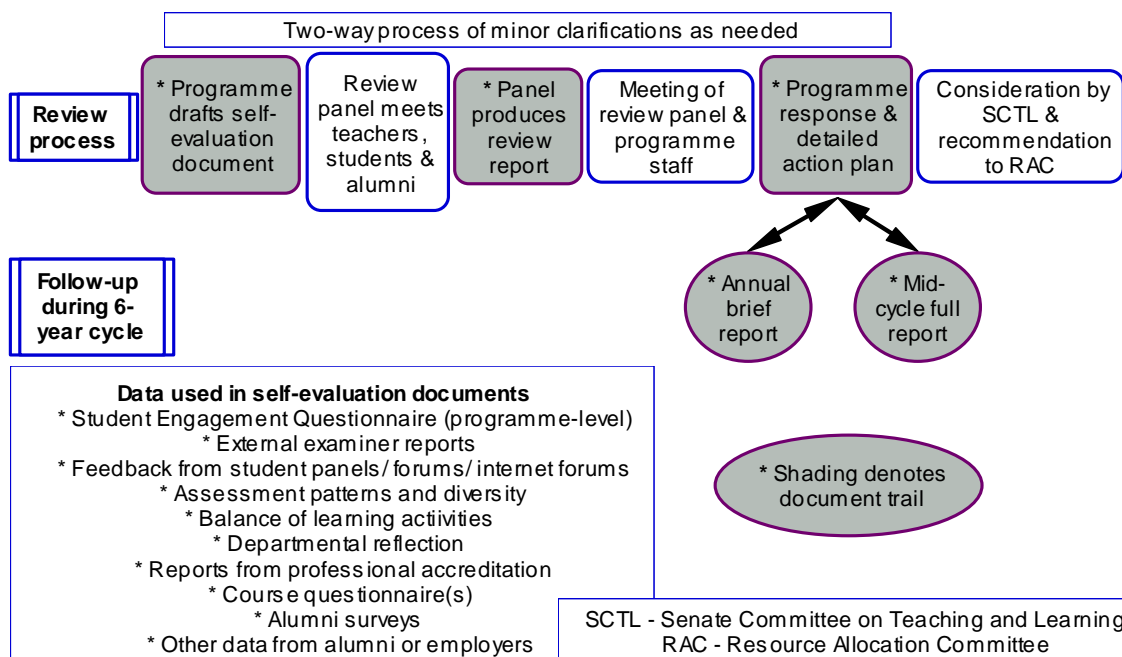 Two-way process of minor clarifications as needed
Review
process
* Programme
drafts self-
evaluation
document
Review
panel meets
teachers,
students &
alumni
* Panel
produces
review
report
Meeting of
review panel &
programme
staff
* Programme
response &
detailed
action plan
Consideration by
SCTL &
recommendation
to RAC
Follow-up
during 6-
year cycle
* Annual
brief
report
* Mid-
cycle full
report
Data used in self-evaluation documents
* Student Engagement Questionnaire (programme-level)
* External examiner reports
* Feedback from student panels/ forums/ internet forums
* Assessment patterns and diversity
* Balance of learning activities
* Departmental reflection
* Reports from professional accreditation
* Course questionnaire(s)
* Alumni surveys
* Other data from alumni or employers
* Shading denotes
document trail
SCTL - Senate Committee on Teaching and Learning
RAC - Resource Allocation Committee